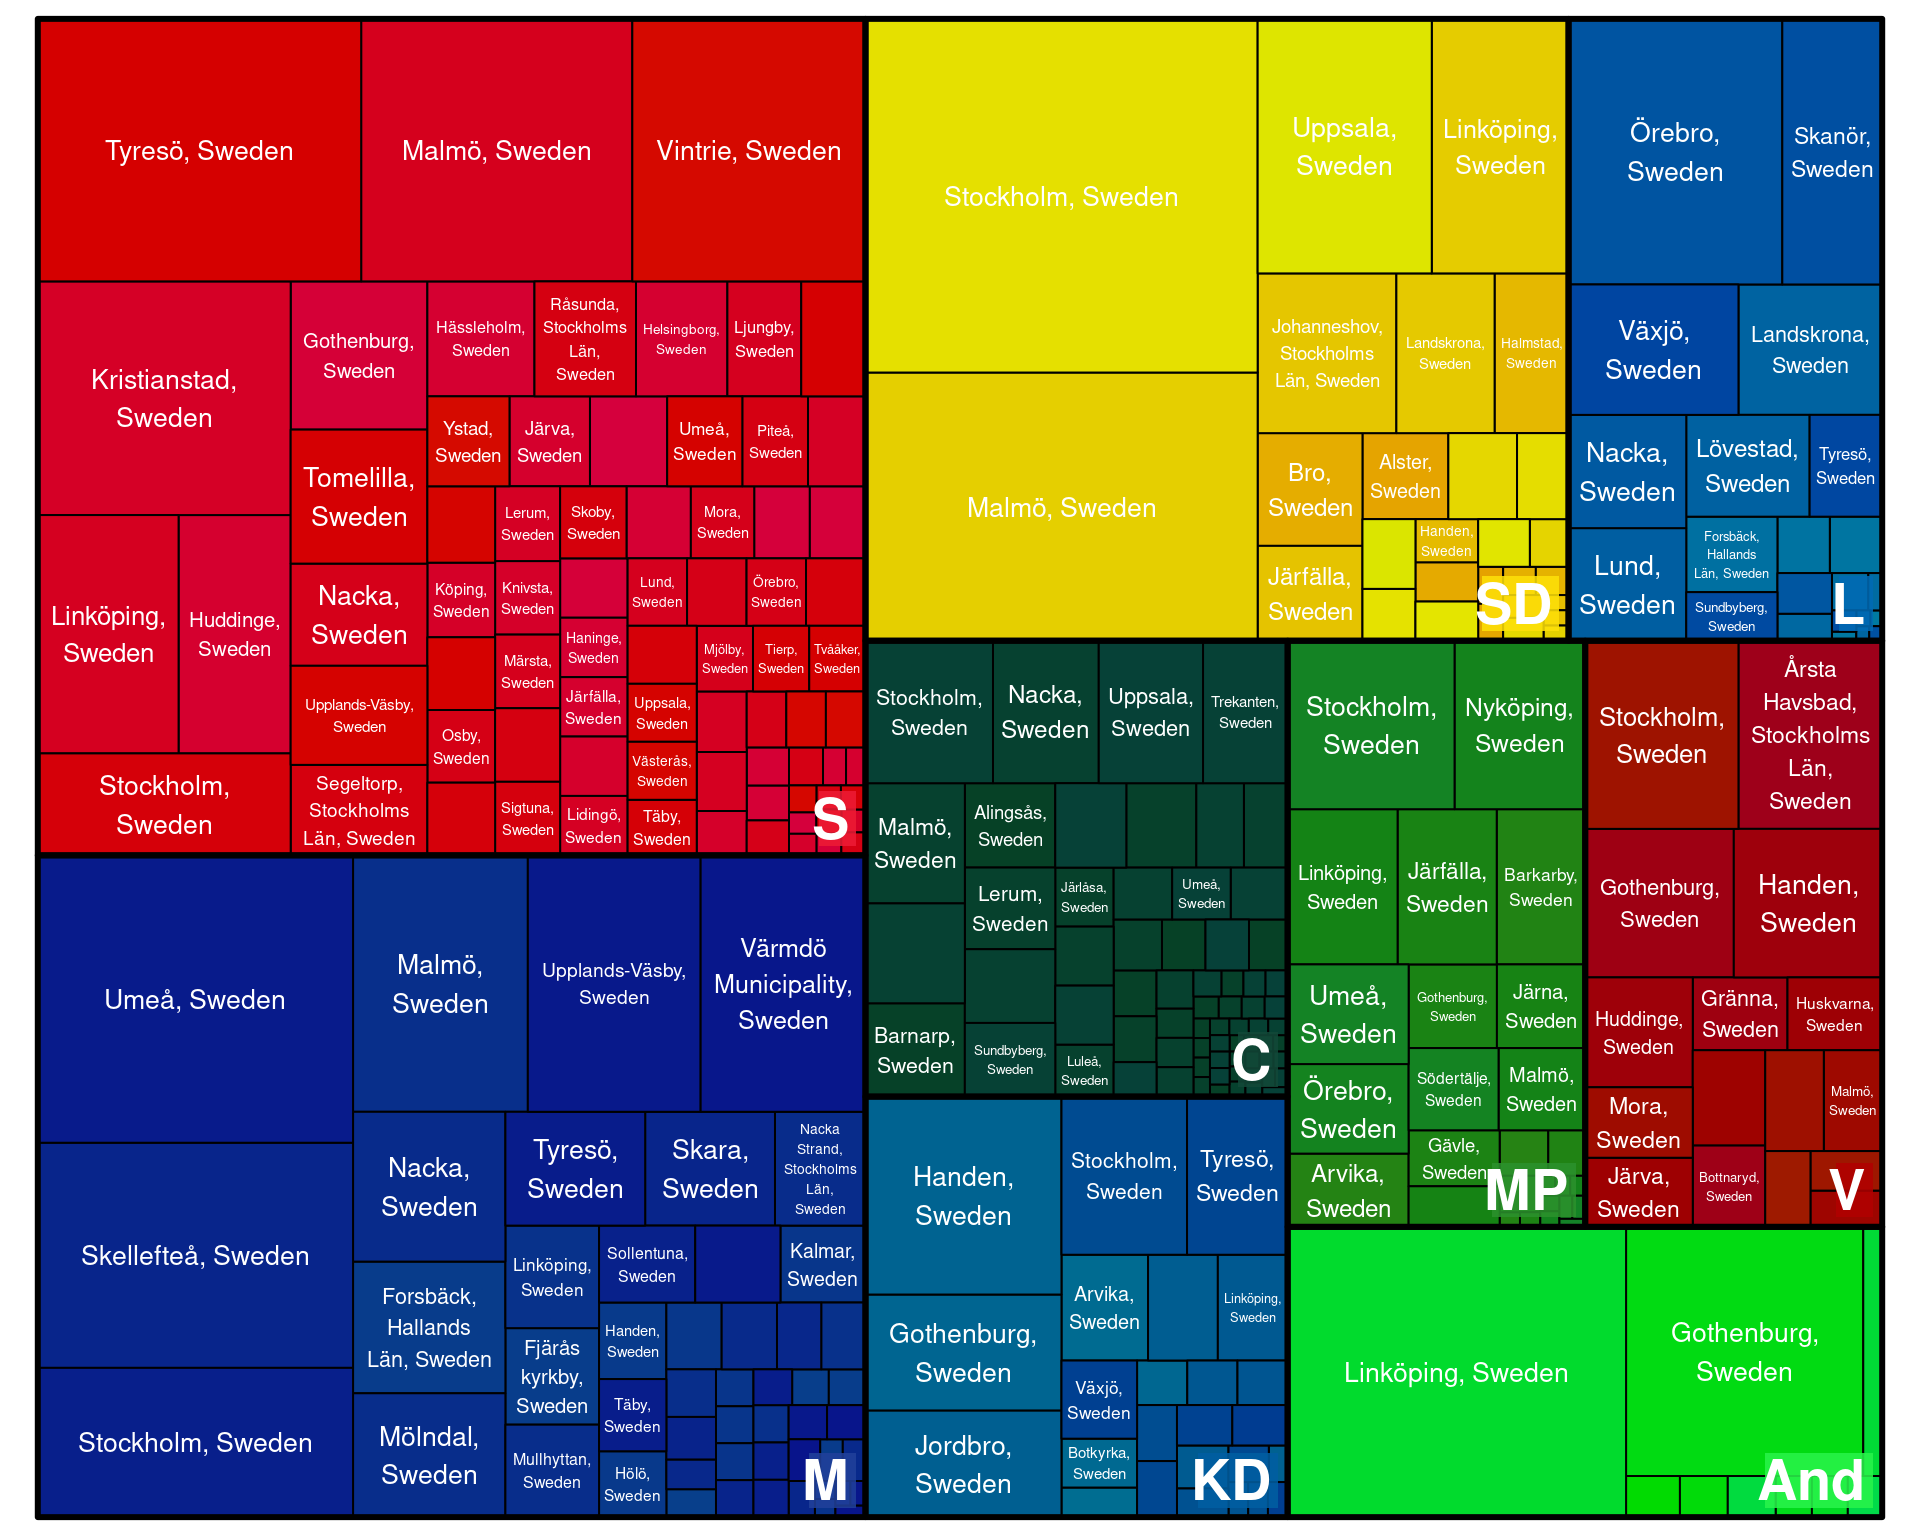 Tyresö, Sweden
Malmö, Sweden
Vintrie, Sweden
Kristianstad,
Sweden
Gothenburg,
Sweden
Hässleholm,
Sweden
Råsunda,
Stockholms
Län,
Sweden
Helsingborg,
Sweden
Ljungby,
Sweden
Tomelilla,
Sweden
Ystad,
Sweden
Järva,
Sweden
Umeå,
Sweden
Piteå,
Sweden
Lerum,
Sweden
Skoby,
Sweden
Mora,
Sweden
Linköping,
Sweden
Huddinge,
Sweden
Nacka,
Sweden
Köping,
Sweden
Knivsta,
Sweden
Lund,
Sweden
Örebro,
Sweden
Haninge,
Sweden
Mjölby,
Sweden
Tierp,
Sweden
Tvååker,
Sweden
Upplands-Väsby,
Sweden
Märsta,
Sweden
Järfälla,
Sweden
Uppsala,
Sweden
Osby,
Sweden
Västerås,
Sweden
Stockholm,
Sweden
Segeltorp,
Stockholms
Län, Sweden
Sigtuna,
Sweden
Lidingö,
Sweden
Täby,
Sweden
S
Stockholm, Sweden
Uppsala,
Sweden
Linköping,
Sweden
Malmö, Sweden
Johanneshov,
Stockholms
Län, Sweden
Landskrona,
Sweden
Halmstad,
Sweden
Bro,
Sweden
Alster,
Sweden
Handen,
Sweden
Järfälla,
Sweden
SD
Örebro,
Sweden
Skanör,
Sweden
Växjö,
Sweden
Landskrona,
Sweden
Nacka,
Sweden
Lövestad,
Sweden
Tyresö,
Sweden
Lund,
Sweden
Forsbäck,
Hallands
Län, Sweden
Sundbyberg,
Sweden
L
Umeå, Sweden
Malmö,
Sweden
Upplands-Väsby,
Sweden
Värmdö
Municipality,
Sweden
Skellefteå, Sweden
Nacka,
Sweden
Tyresö,
Sweden
Skara,
Sweden
Nacka
Strand,
Stockholms
Län,
Sweden
Linköping,
Sweden
Sollentuna,
Sweden
Kalmar,
Sweden
Forsbäck,
Hallands
Län, Sweden
Fjärås
kyrkby,
Sweden
Handen,
Sweden
Stockholm, Sweden
Mölndal,
Sweden
Täby,
Sweden
Mullhyttan,
Sweden
Hölö,
Sweden
M
Stockholm,
Sweden
Nacka,
Sweden
Uppsala,
Sweden
Trekanten,
Sweden
Malmö,
Sweden
Alingsås,
Sweden
Lerum,
Sweden
Järlåsa,
Sweden
Umeå,
Sweden
Barnarp,
Sweden
Sundbyberg,
Sweden
Luleå,
Sweden
C
Handen,
Sweden
Stockholm,
Sweden
Tyresö,
Sweden
Gothenburg,
Sweden
Arvika,
Sweden
Linköping,
Sweden
Växjö,
Sweden
Jordbro,
Sweden
Botkyrka,
Sweden
KD
Stockholm,
Sweden
Nyköping,
Sweden
Linköping,
Sweden
Järfälla,
Sweden
Barkarby,
Sweden
Umeå,
Sweden
Gothenburg,
Sweden
Järna,
Sweden
Örebro,
Sweden
Södertälje,
Sweden
Malmö,
Sweden
Arvika,
Sweden
Gävle,
Sweden
MP
Stockholm,
Sweden
Årsta
Havsbad,
Stockholms
Län,
Sweden
Gothenburg,
Sweden
Handen,
Sweden
Huddinge,
Sweden
Gränna,
Sweden
Huskvarna,
Sweden
Mora,
Sweden
Malmö,
Sweden
Järva,
Sweden
Bottnaryd,
Sweden
V
Linköping, Sweden
Gothenburg,
Sweden
And